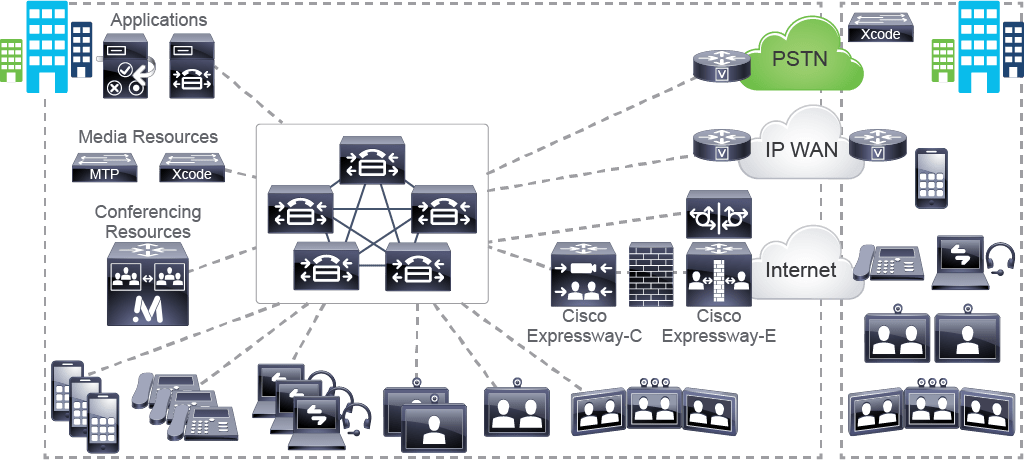 Applications
PSTN
V
Xcode
Media Resources
MTP
Xcode
V
IP WAN
V
Conferencing
Resources
M
Internet
Cisco
Expressway-C
Cisco
Expressway-E